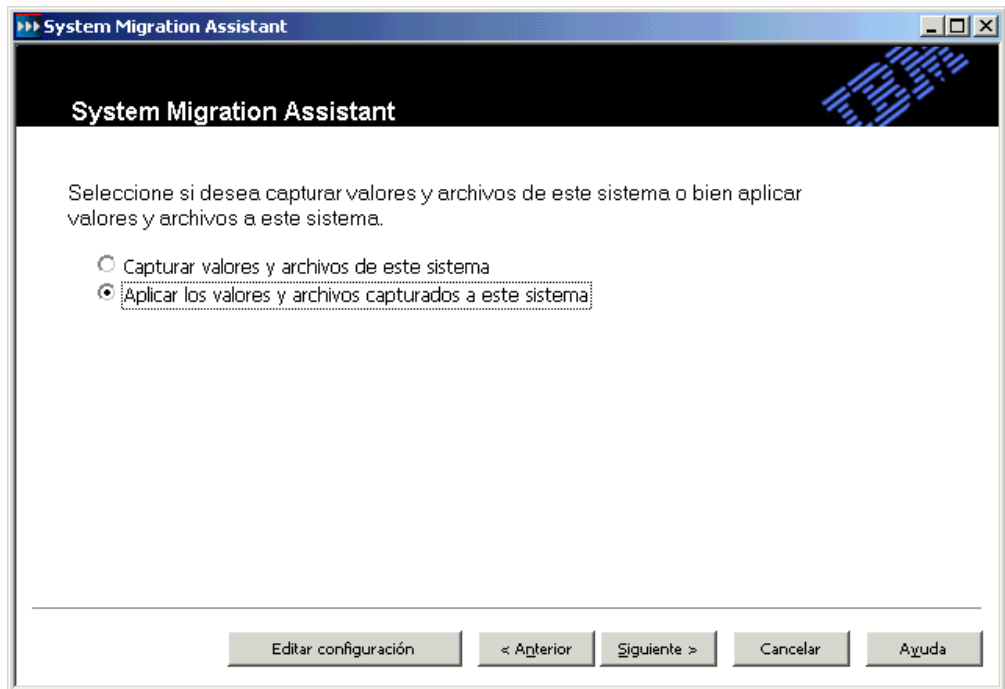 System Migration Assistant
IBM
System Migration Assistant
Seleccione si desea capturar valores y archivos de este sistema o bien aplicar
valores y archivos a este sistema.
Capturar valores y archivos de este sistema
Aplicar los valores y archivos capturados a este sistema
Editar configuración
< Anterior
Siguiente >
Cancelar
Ayuda